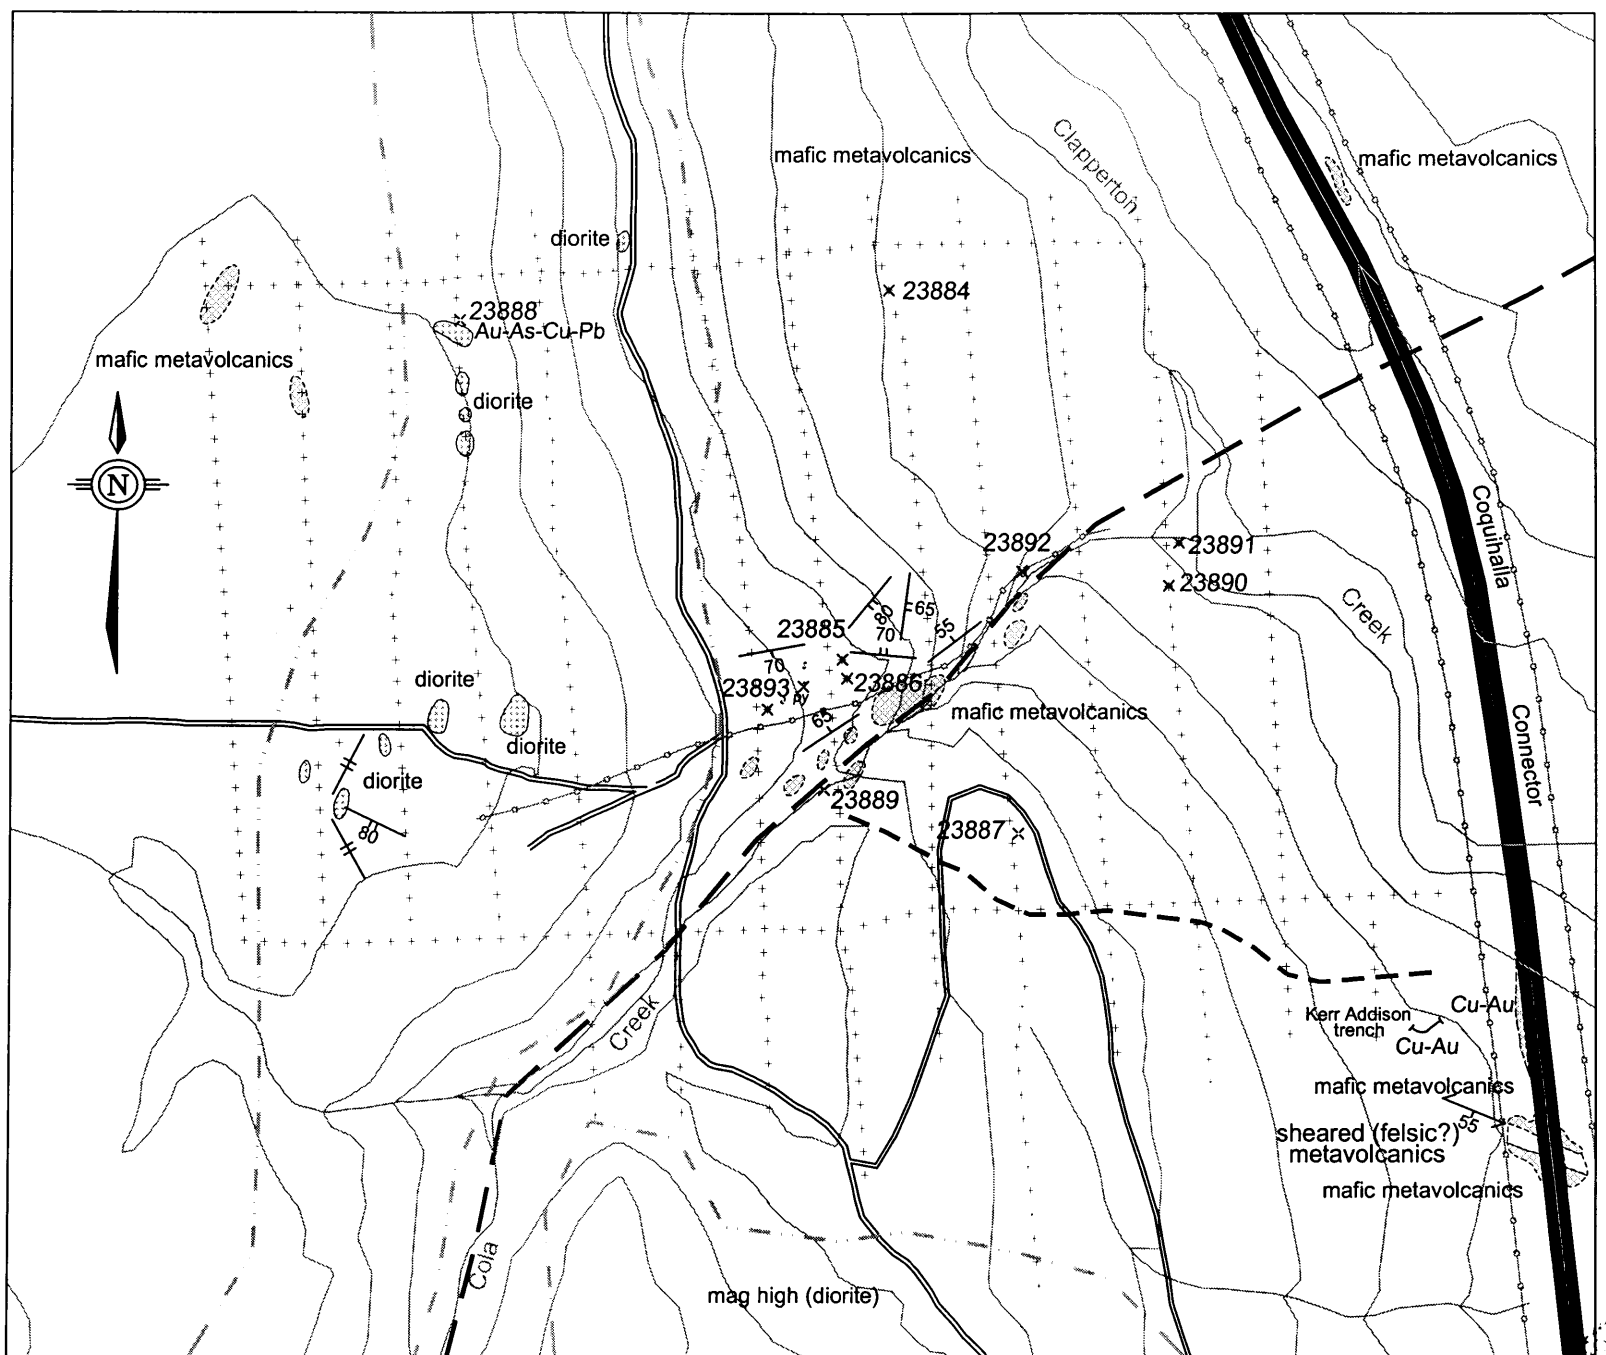 mafic metavolcanics
Clapperton
mafic metavolcanics
diorite
23884
23888
Au-As-Cu-Pb
mafic metavolcanics
diorite
N
Coquihalla
23892
23891
23890
Creek
80
65
55
23885
70
70
23893
py
23886
65
diorite
mafic metavolcanics
Connector
diorite
diorite
80
23889
23887
Creek
Kerr Addison
trench
Cu-Au
Cu-Au
mafic metavolcanics
55
sheared (felsic?)
metavolcanics
mafic metavolcanics
Cola
mag high (diorite)